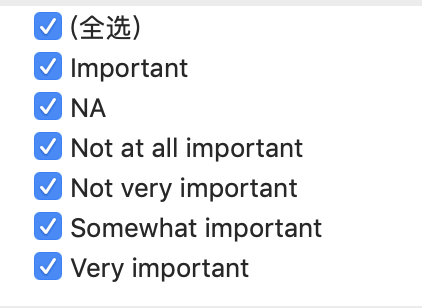 (全选)
Important
NA
Not at all important
Not very important
Somewhat important
Very important